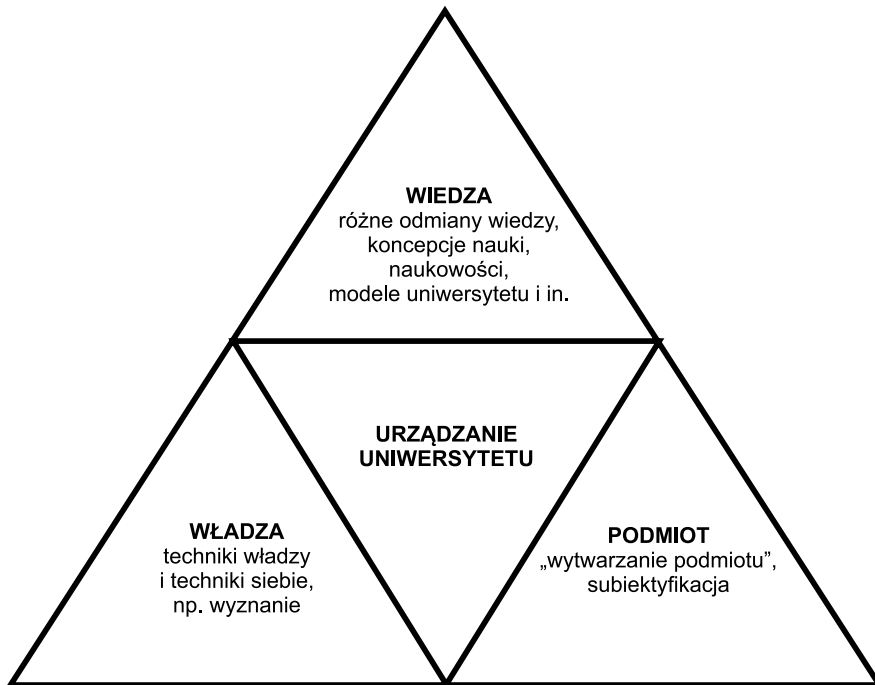 WIEDZA
różne odmiany wiedzy,
koncepcje nauki,
naukowości,
modele uniwersytetu i in.
URZĄDZANIE
UNIWERSYTETU
WŁADZA
techniki władzy
i techniki siebie,
np. wyznanie
PODMIOT
„wytwarzanie podmiotu”,
subiektyfikacja